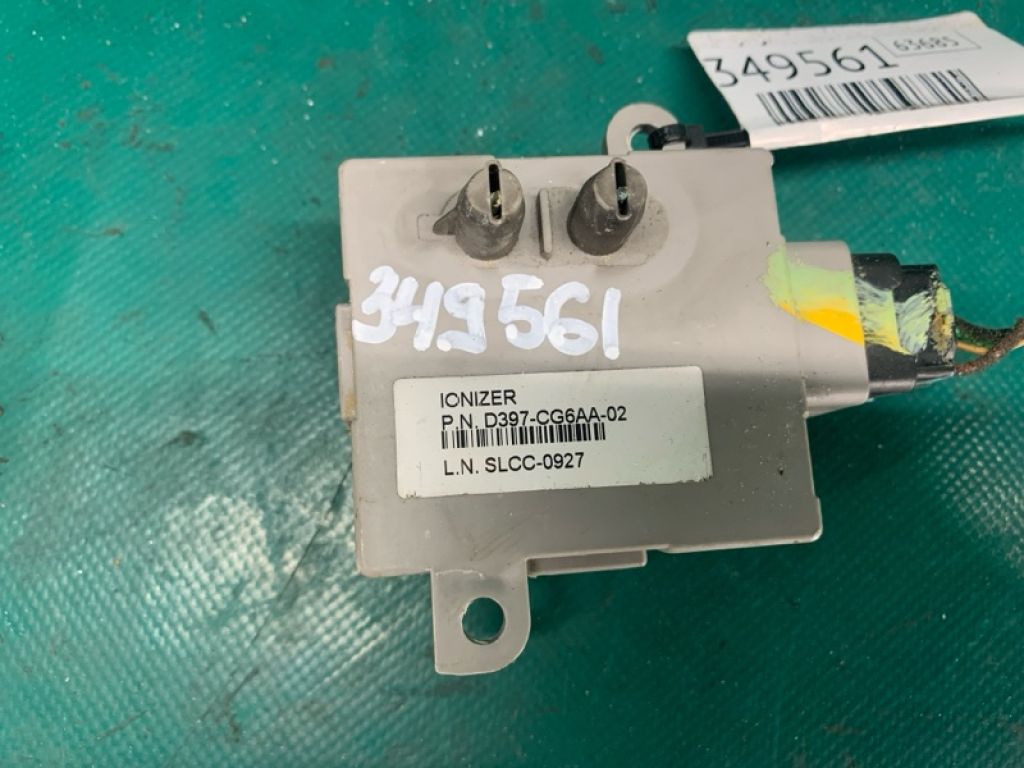 349561 63685
349561
IONIZER
P.N. D397-CG6AA-02
L.N. SLCC-0927